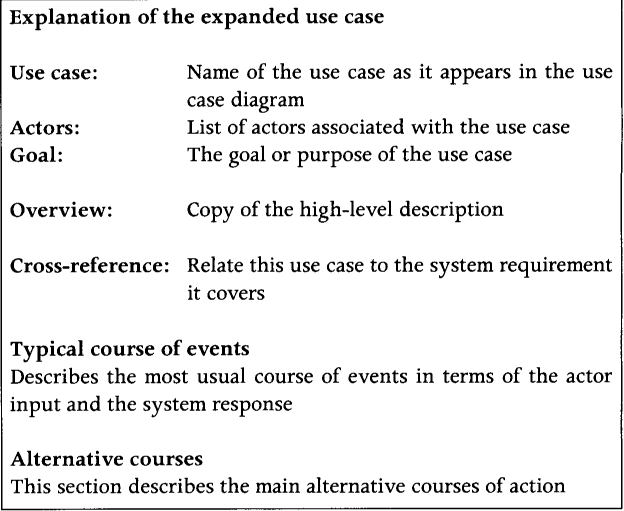 Explanation of the expanded use case
Use case: Name of the use case as it appears in the use
case diagram
Actors: List of actors associated with the use case
Goal: The goal or purpose of the use case
Overview: Copy of the high-level description
Cross-reference: Relate this use case to the system requirement
it covers
Typical course of events
Describes the most usual course of events in terms of the actor
input and the system response
Alternative courses
This section describes the main alternative courses of action